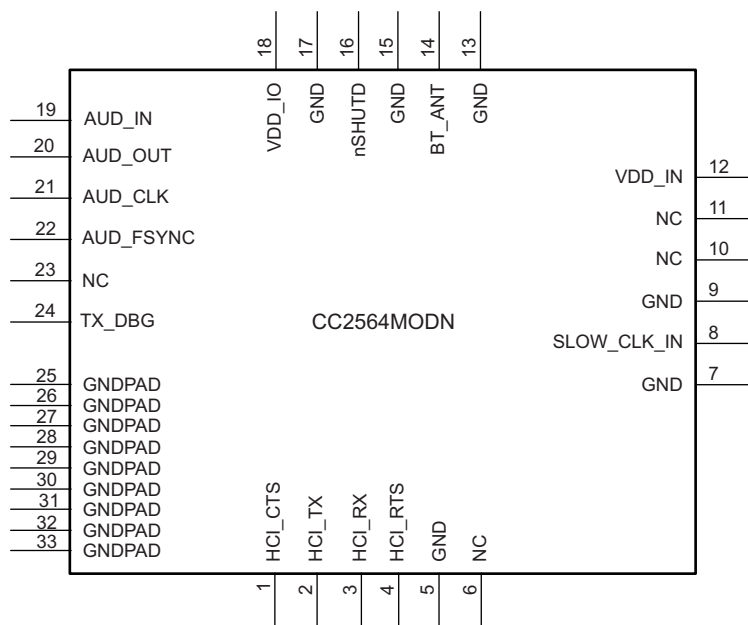 18
17
16
15
14
13
VDD_IO
GND
nSHUTD
GND
BT_ANT
GND
19
AUD_IN
20
AUD_OUT
21
AUD_CLK
22
AUD_FSYNC
23
NC
24
TX_DBG
25
GNDPAD
26
GNDPAD
27
GNDPAD
28
GNDPAD
29
GNDPAD
30
GNDPAD
31
GNDPAD
32
GNDPAD
33
GNDPAD
CC2564MODN
VDD_IN
12
NC
11
NC
10
GND
9
SLOW_CLK_IN
8
GND
7
HCI_CTS
HCI_TX
HCI_RX
HCI_RTS
GND
NC
1
2
3
4
5
6